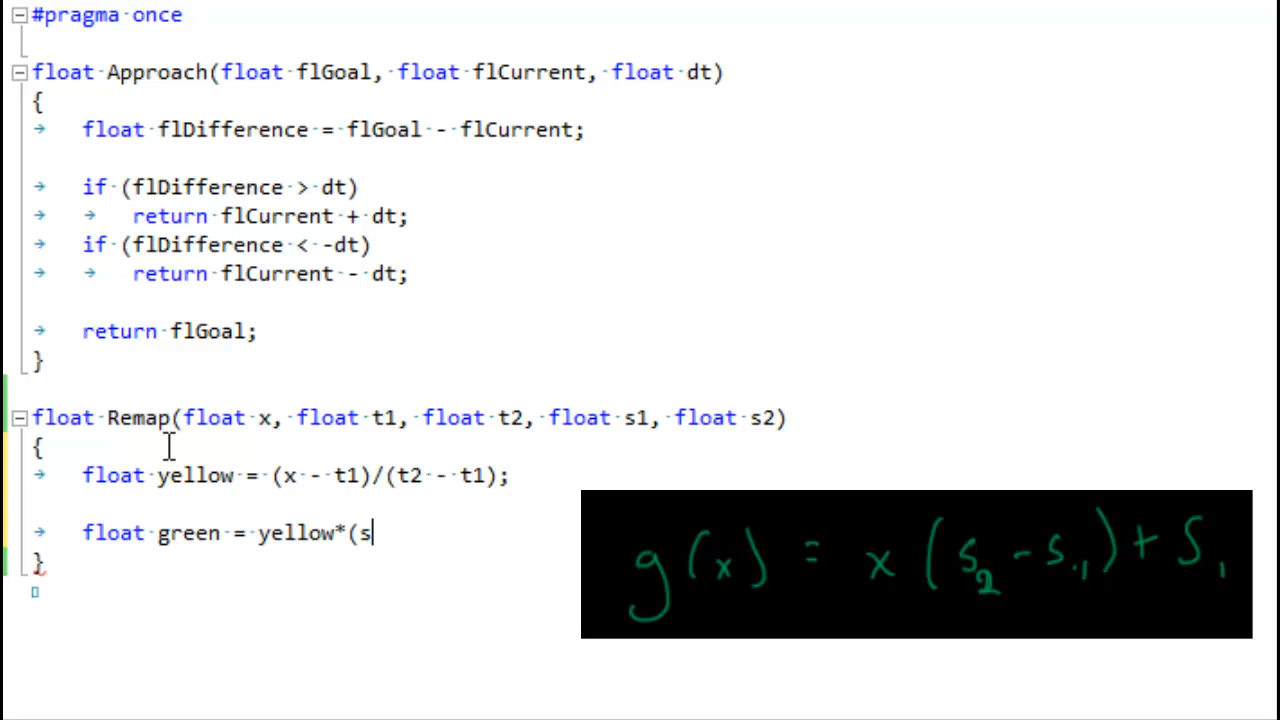 #pragma once
float Approach(float flGoal, float flCurrent, float dt)
{
float flDifference = flGoal - flCurrent;
if (flDifference > dt)
return flCurrent + dt;
if (flDifference < -dt)
return flCurrent - dt;
return flGoal;
}
float Remap(float x, float t1, float t2, float s1, float s2)
{
float yellow = (x - t1)/(t2 - t1);
float green = yellow*(s
}
g(x) = x(s₂ - s₁) + s₁